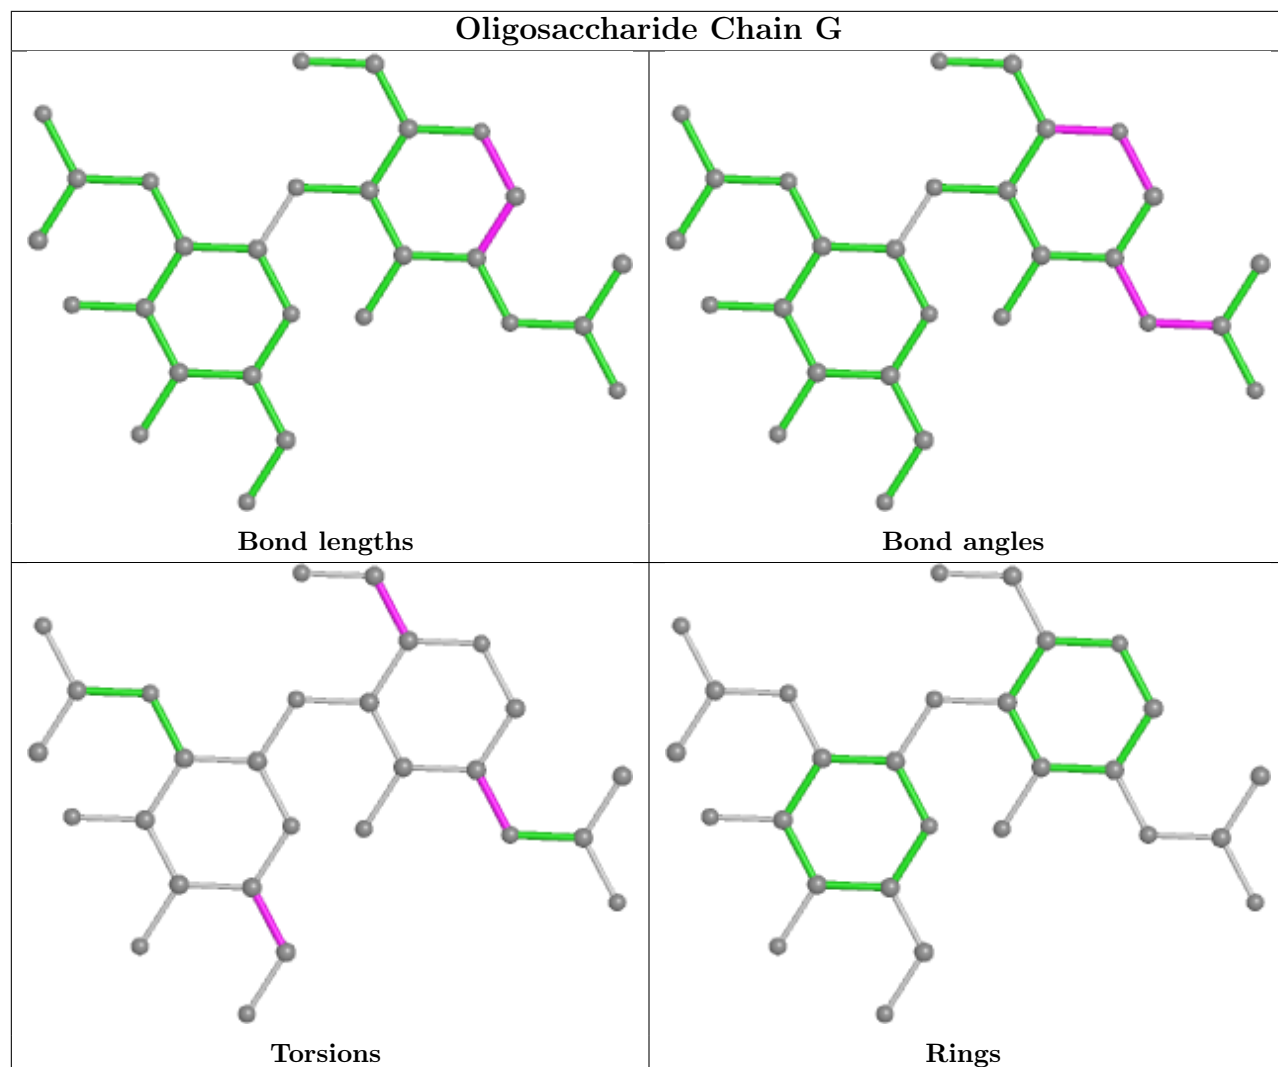 Oligosaccharide Chain G
Bond lengths
Bond angles
Torsions
Rings